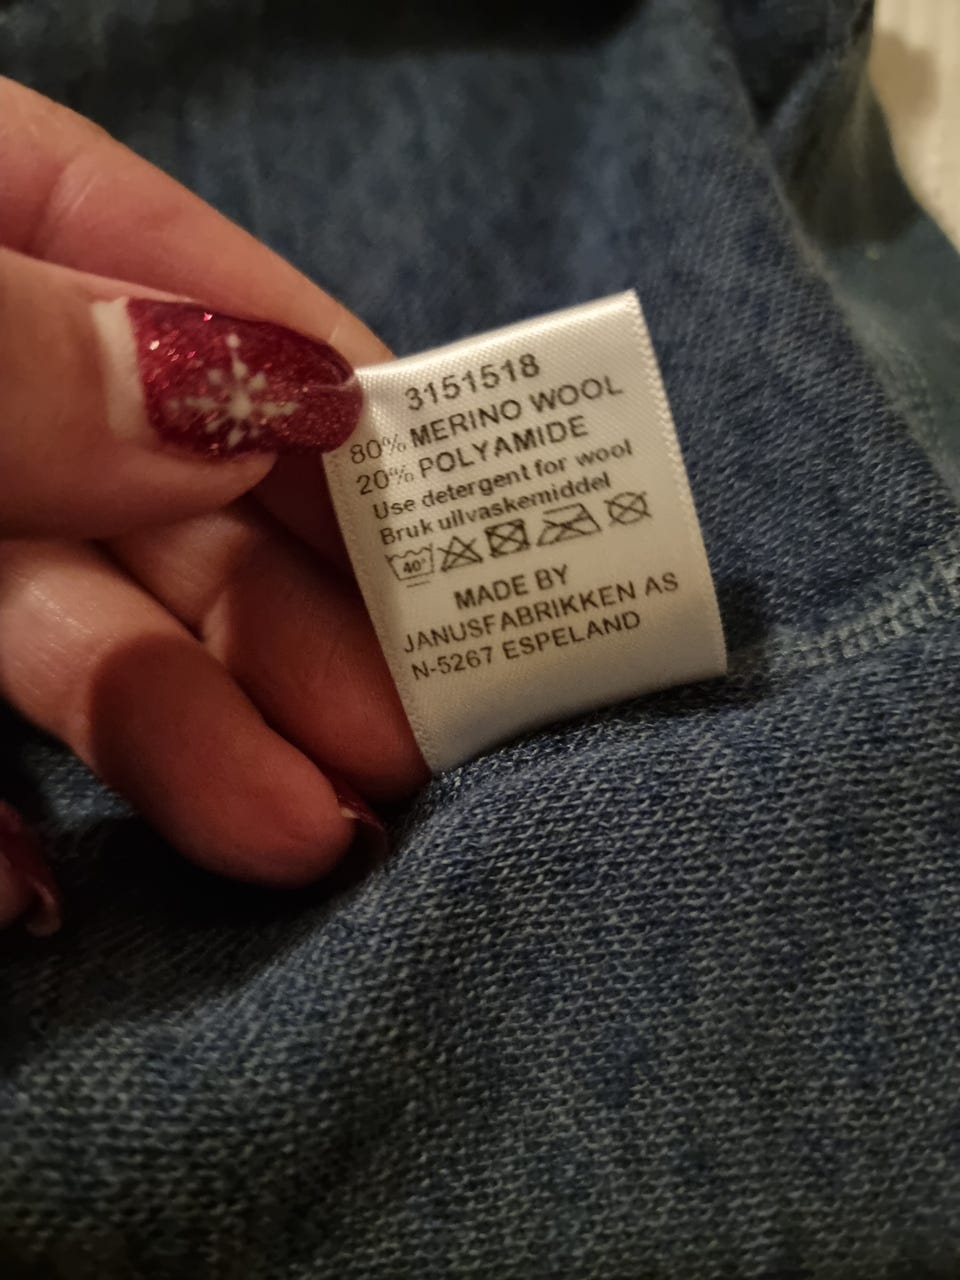 3151518
80% MERINO WOOL
20% POLYAMIDE
Use detergent for wool
Bruk ullvaskemiddel
40°
MADE BY
JANUSFABRIKKEN AS
N-5267 ESPELAND